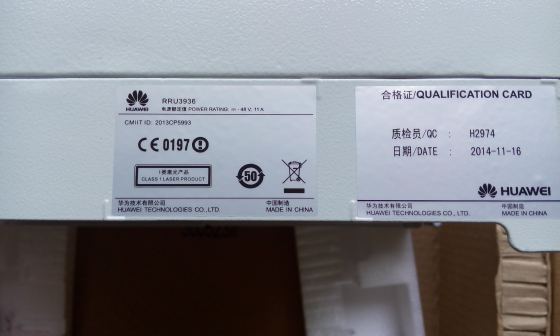 HUAWEI
RRU3936
电源额定值 POWER RATING: ⎓ -48 V, 11 A
CMIIT ID: 2013CP5993
CE 0197
1类激光产品
CLASS 1 LASER PRODUCT
50
华为技术有限公司
HUAWEI TECHNOLOGIES CO., LTD.
中国制造
MADE IN CHINA
合格证/QUALIFICATION CARD
质检员/QC : H2974
日期/DATE : 2014-11-16
HUAWEI
华为技术有限公司
HUAWEI TECHNOLOGIES CO., LTD.
中国制造
MADE IN CHINA